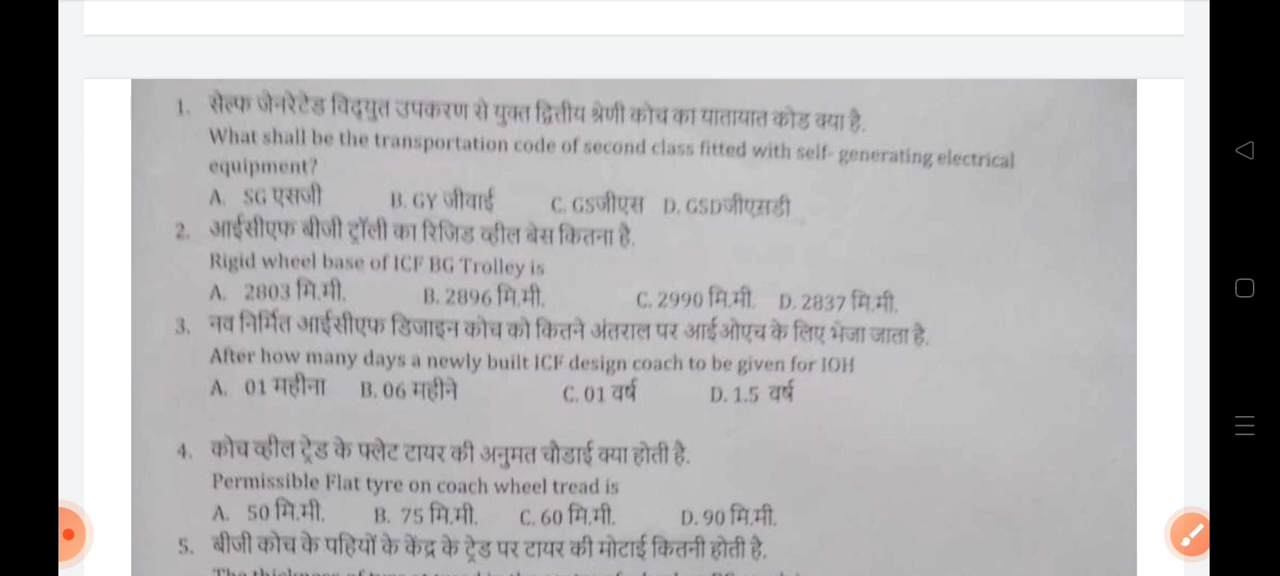 1. सेल्फ जेनरेटेड विद्युत उपकरण से युक्त द्वितीय श्रेणी कोच का यातायात कोड क्या है.
What shall be the transportation code of second class fitted with self- generating electrical
equipment?
A. SG एसजी B. GY जीवाई C. GSजीएस D. GSDजीएसडी
2. आईसीएफ बीजी ट्रॉली का रिजिड व्हील बेस कितना है.
Rigid wheel base of ICF BG Trolley is
A. 2803 मि.मी. B. 2896 मि.मी. C. 2990 मि.मी. D. 2837 मि.मी.
3. नव निर्मित आईसीएफ डिजाइन कोच को कितने अंतराल पर आईओएच के लिए भेजा जाता है.
After how many days a newly built ICF design coach to be given for IOH
A. 01 महीना B. 06 महीने C. 01 वर्ष D. 1.5 वर्ष
4. कोच व्हील ट्रेड के फ्लेट टायर की अनुमत चौडाई क्या होती है.
Permissible Flat tyre on coach wheel tread is
A. 50 मि.मी. B. 75 मि.मी. C. 60 मि.मी. D. 90 मि.मी.
5. बीजी कोच के पहियों के केंद्र के ट्रेड पर टायर की मोटाई कितनी होती है.